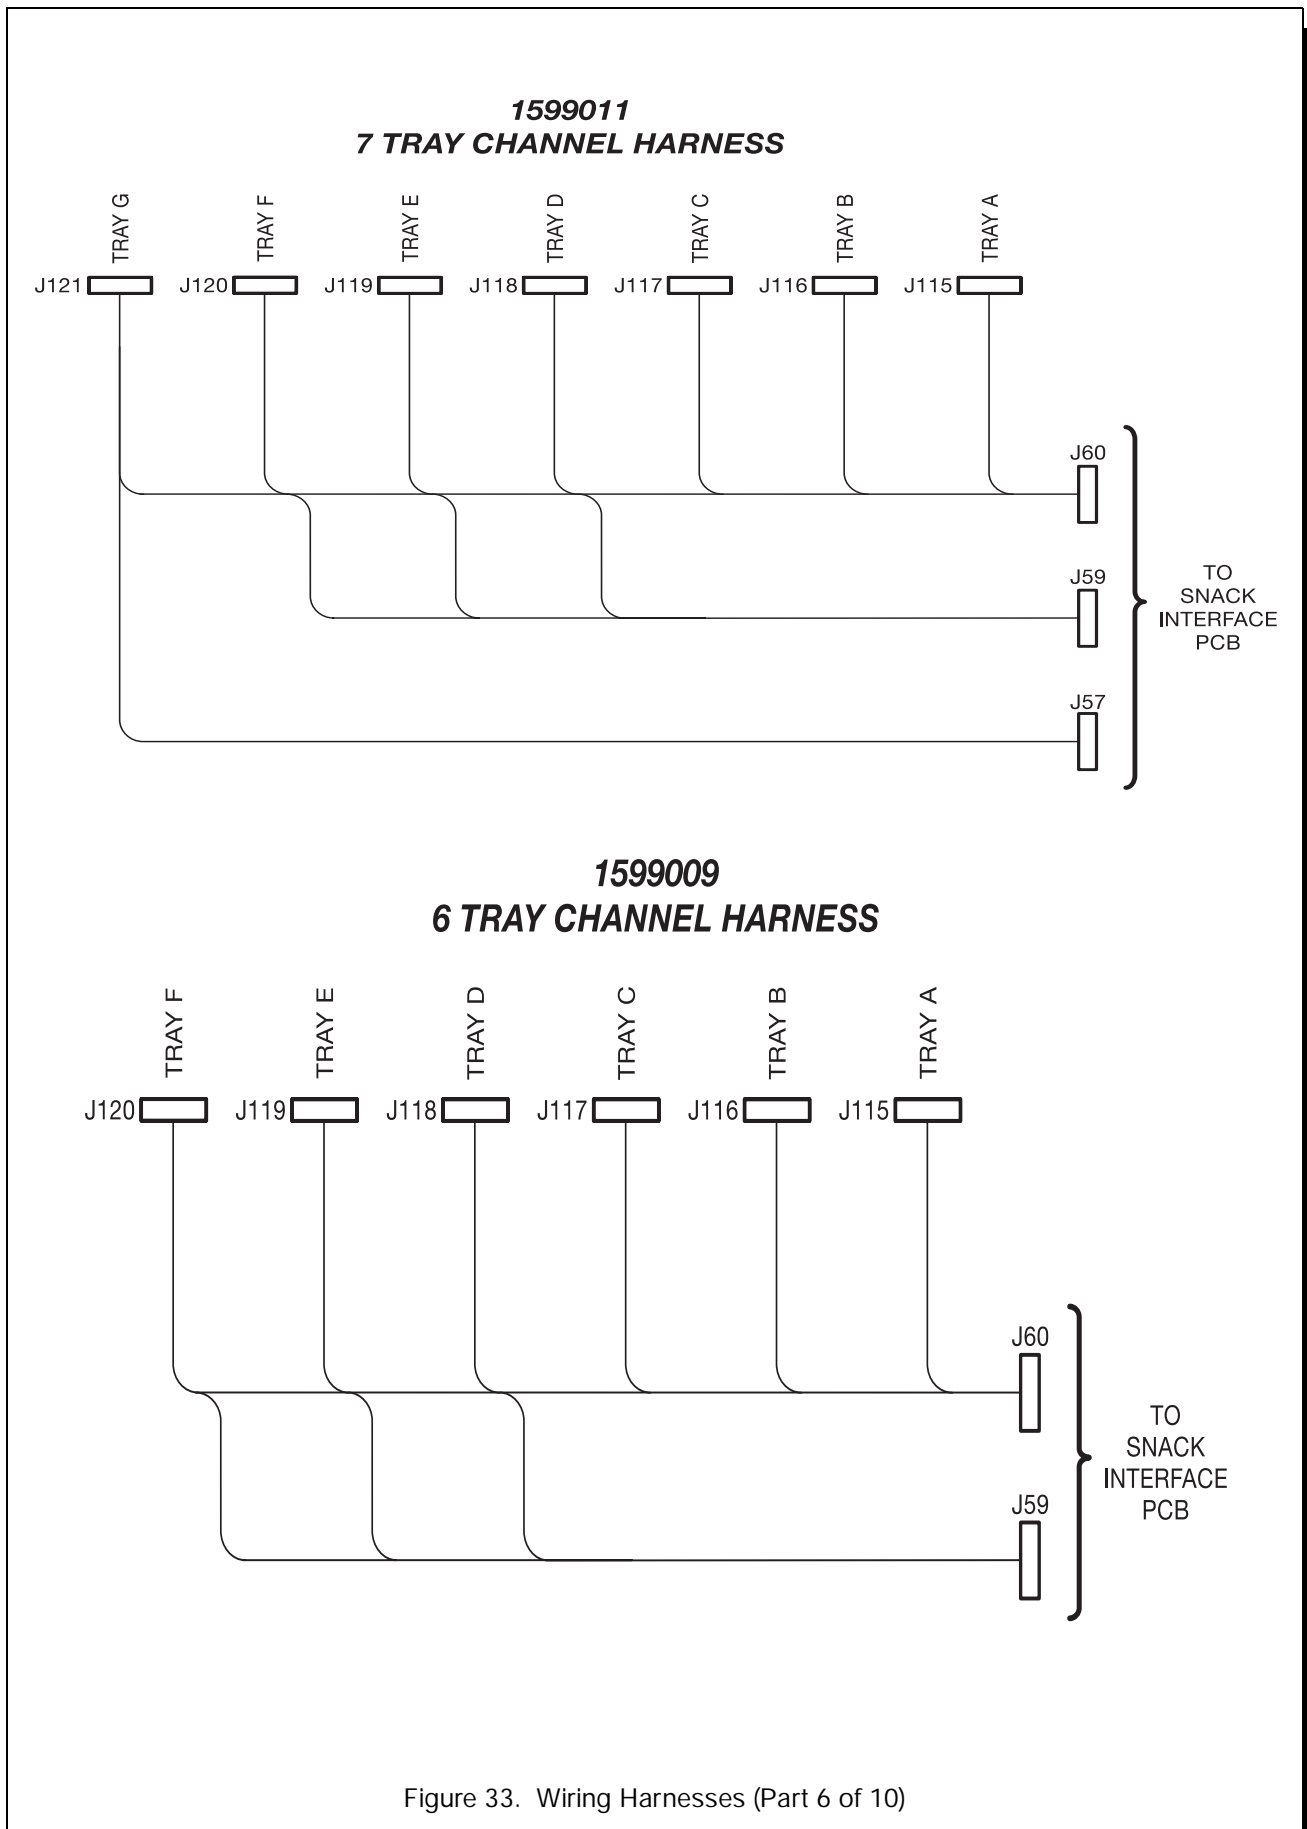 1599011
7 TRAY CHANNEL HARNESS
TRAY G
TRAY F
TRAY E
TRAY D
TRAY C
TRAY B
TRAY A
J121
J120
J119
J118
J117
J116
J115
J60
J59
J57
TO
SNACK
INTERFACE
PCB
1599009
6 TRAY CHANNEL HARNESS
TRAY F
TRAY E
TRAY D
TRAY C
TRAY B
TRAY A
J120
J119
J118
J117
J116
J115
J60
J59
TO
SNACK
INTERFACE
PCB
Figure 33. Wiring Harnesses (Part 6 of 10)